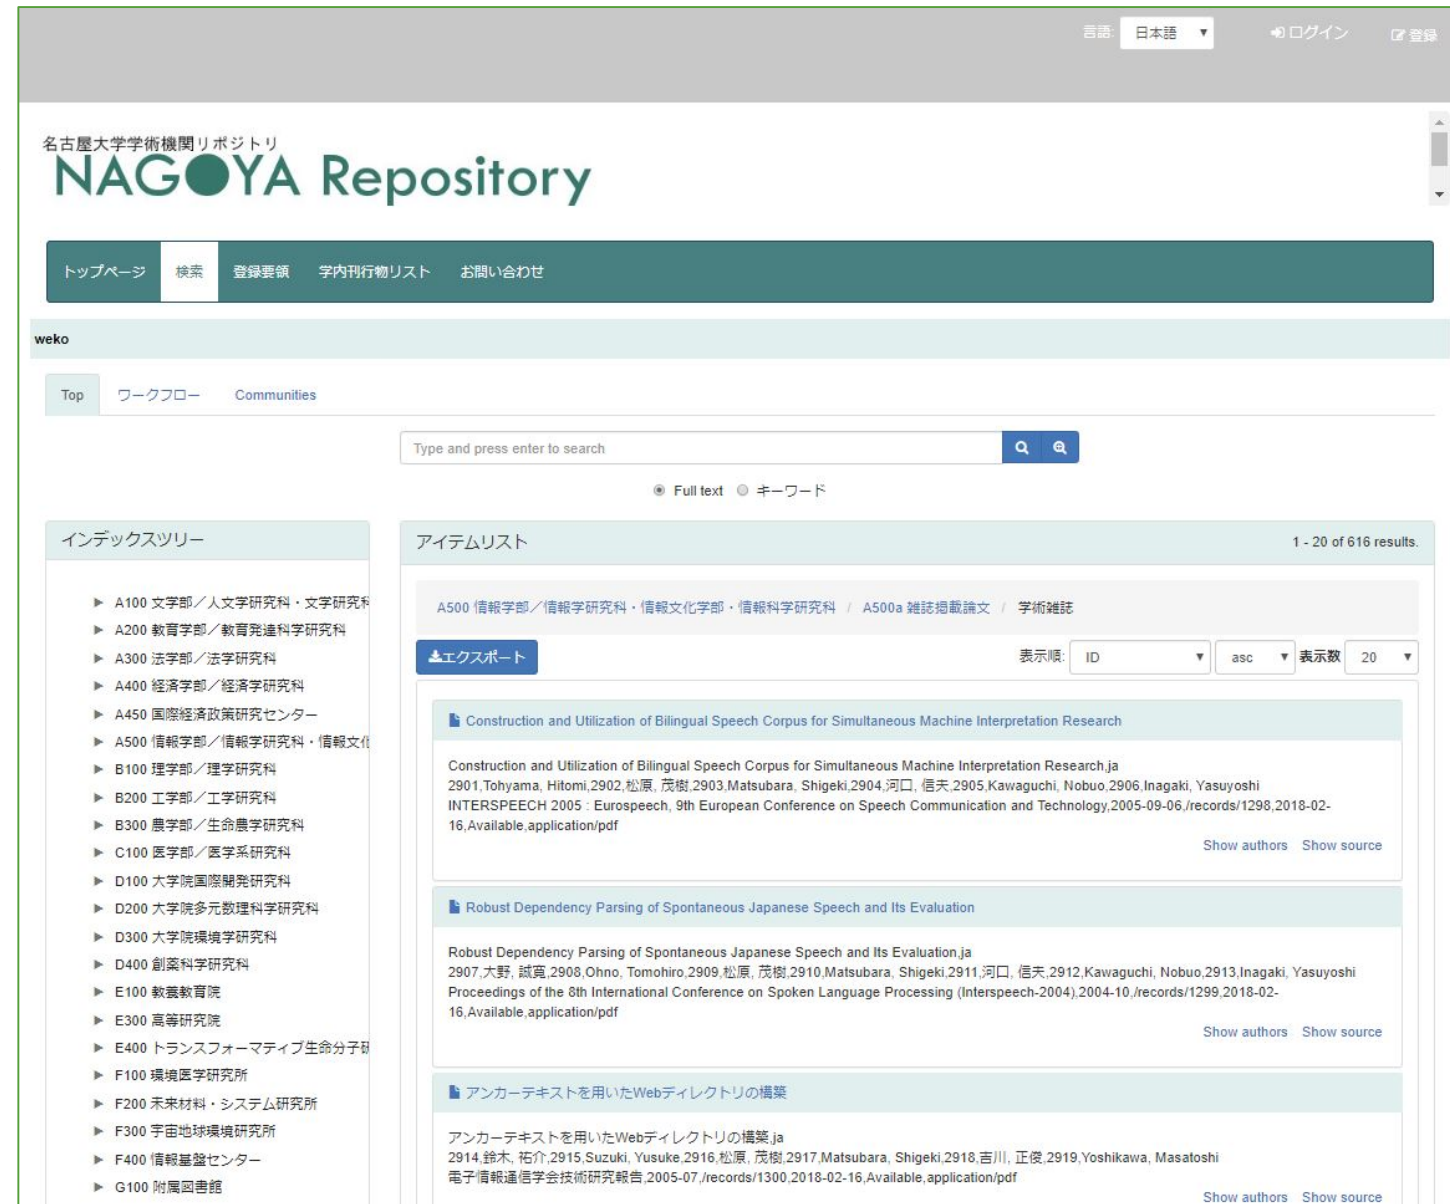 言語: 日本語 ログイン 登録
名古屋大学学術機関リポジトリ
NAGOYA Repository
トップページ 検索 登録要領 学内刊行物リスト お問い合わせ
weko
Top ワークフロー Communities
Type and press enter to search
Full text キーワード
インデックスツリー
A100 文学部／人文学研究科・文学研究科
A200 教育学部／教育発達科学研究科
A300 法学部／法学研究科
A400 経済学部／経済学研究科
A450 国際経済政策研究センター
A500 情報学部／情報学研究科・情報文化
B100 理学部／理学研究科
B200 工学部／工学研究科
B300 農学部／生命農学研究科
C100 医学部／医学系研究科
D100 大学院国際開発研究科
D200 大学院多元数理科学研究科
D300 大学院環境学研究科
D400 創薬科学研究科
E100 教養教育院
E300 高等研究院
E400 トランスフォーマティブ生命分子研
F100 環境医学研究所
F200 未来材料・システム研究所
F300 宇宙地球環境研究所
F400 情報基盤センター
G100 附属図書館
アイテムリスト 1 - 20 of 616 results.
A500 情報学部／情報学研究科・情報文化学部・情報科学研究科 / A500a 雑誌掲載論文 / 学術雑誌
エクスポート 表示順: ID asc 表示数 20
Construction and Utilization of Bilingual Speech Corpus for Simultaneous Machine Interpretation Research
Construction and Utilization of Bilingual Speech Corpus for Simultaneous Machine Interpretation Research,ja
2901,Tohyama, Hitomi,2902,松原, 茂樹,2903,Matsubara, Shigeki,2904,河口, 信夫,2905,Kawaguchi, Nobuo,2906,Inagaki, Yasuyoshi
INTERSPEECH 2005 : Eurospeech, 9th European Conference on Speech Communication and Technology,2005-09-06,/records/1298,2018-02-
16,Available,application/pdf
Show authors Show source
Robust Dependency Parsing of Spontaneous Japanese Speech and Its Evaluation
Robust Dependency Parsing of Spontaneous Japanese Speech and Its Evaluation,ja
2907,大野, 誠寛,2908,Ohno, Tomohiro,2909,松原, 茂樹,2910,Matsubara, Shigeki,2911,河口, 信夫,2912,Kawaguchi, Nobuo,2913,Inagaki, Yasuyoshi
Proceedings of the 8th International Conference on Spoken Language Processing (Interspeech-2004),2004-10,/records/1299,2018-02-
16,Available,application/pdf
Show authors Show source
アンカーテキストを用いたWebディレクトリの構築
アンカーテキストを用いたWebディレクトリの構築,ja
2914,鈴木, 祐介,2915,Suzuki, Yusuke,2916,松原, 茂樹,2917,Matsubara, Shigeki,2918,吉川, 正俊,2919,Yoshikawa, Masatoshi
電子情報通信学会技術研究報告,2005-07,/records/1300,2018-02-16,Available,application/pdf
Show authors Show source